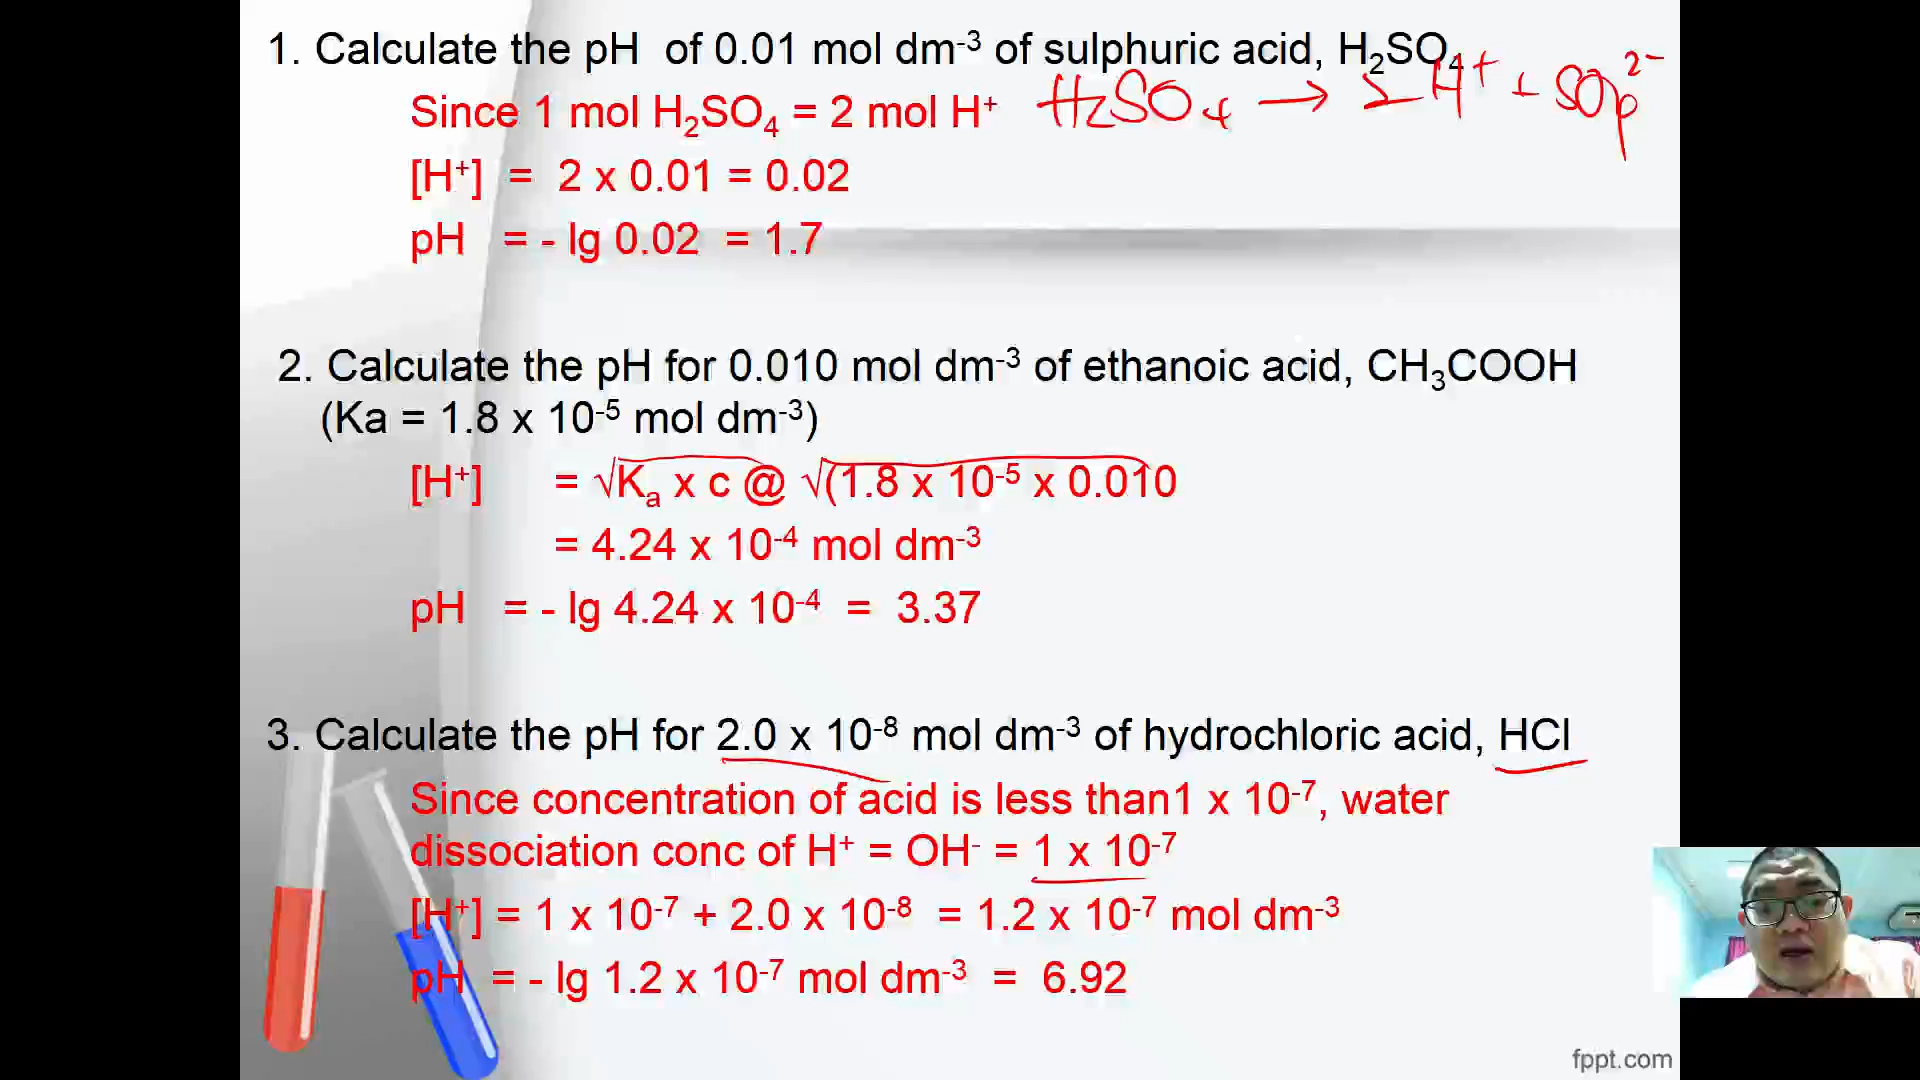 1. Calculate the pH of 0.01 mol dm⁻³ of sulphuric acid, H₂SO₄
Since 1 mol H₂SO₄ = 2 mol H⁺ H₂SO₄ → 2H⁺ + SO₄²⁻
[H⁺] = 2 x 0.01 = 0.02
pH = - lg 0.02 = 1.7
2. Calculate the pH for 0.010 mol dm⁻³ of ethanoic acid, CH₃COOH
(Ka = 1.8 x 10⁻⁵ mol dm⁻³)
[H⁺] = √Kₐ x c @ √(1.8 x 10⁻⁵ x 0.010
= 4.24 x 10⁻⁴ mol dm⁻³
pH = - lg 4.24 x 10⁻⁴ = 3.37
3. Calculate the pH for 2.0 x 10⁻⁸ mol dm⁻³ of hydrochloric acid, HCl
Since concentration of acid is less than1 x 10⁻⁷, water
dissociation conc of H⁺ = OH⁻ = 1 x 10⁻⁷
[H⁺] = 1 x 10⁻⁷ + 2.0 x 10⁻⁸ = 1.2 x 10⁻⁷ mol dm⁻³
pH = - lg 1.2 x 10⁻⁷ mol dm⁻³ = 6.92
fppt.com